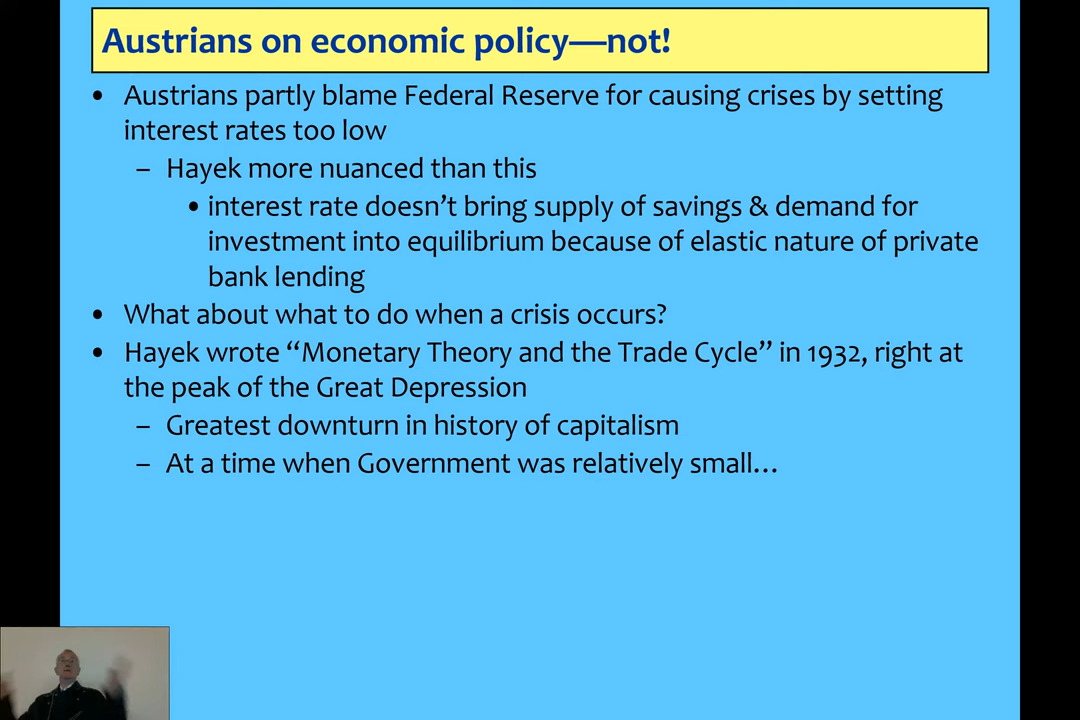 Austrians on economic policy—not!
• Austrians partly blame Federal Reserve for causing crises by setting
interest rates too low
– Hayek more nuanced than this
• interest rate doesn’t bring supply of savings & demand for
investment into equilibrium because of elastic nature of private
bank lending
• What about what to do when a crisis occurs?
• Hayek wrote “Monetary Theory and the Trade Cycle” in 1932, right at
the peak of the Great Depression
– Greatest downturn in history of capitalism
– At a time when Government was relatively small…